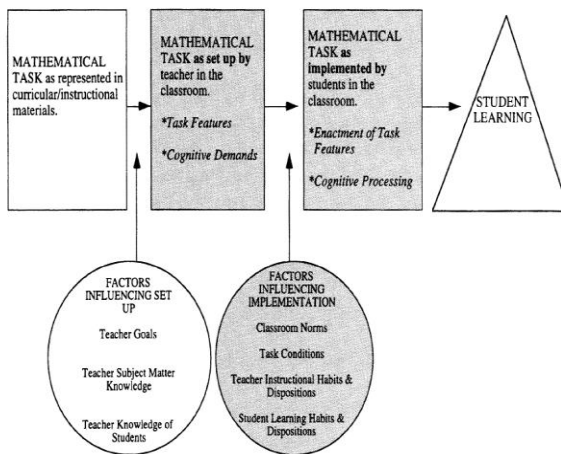 MATHEMATICAL
TASK as represented in
curricular/instructional
materials.
MATHEMATICAL
TASK as set up by
teacher in the
classroom.
*Task Features
*Cognitive Demands
MATHEMATICAL
TASK as
implemented by
students in the
classroom.
*Enactment of Task
Features
*Cognitive Processing
STUDENT
LEARNING
FACTORS
INFLUENCING SET
UP
Teacher Goals
Teacher Subject Matter
Knowledge
Teacher Knowledge of
Students
FACTORS
INFLUENCING
IMPLEMENTATION
Classroom Norms
Task Conditions
Teacher Instructional Habits &
Dispositions
Student Learning Habits &
Dispositions